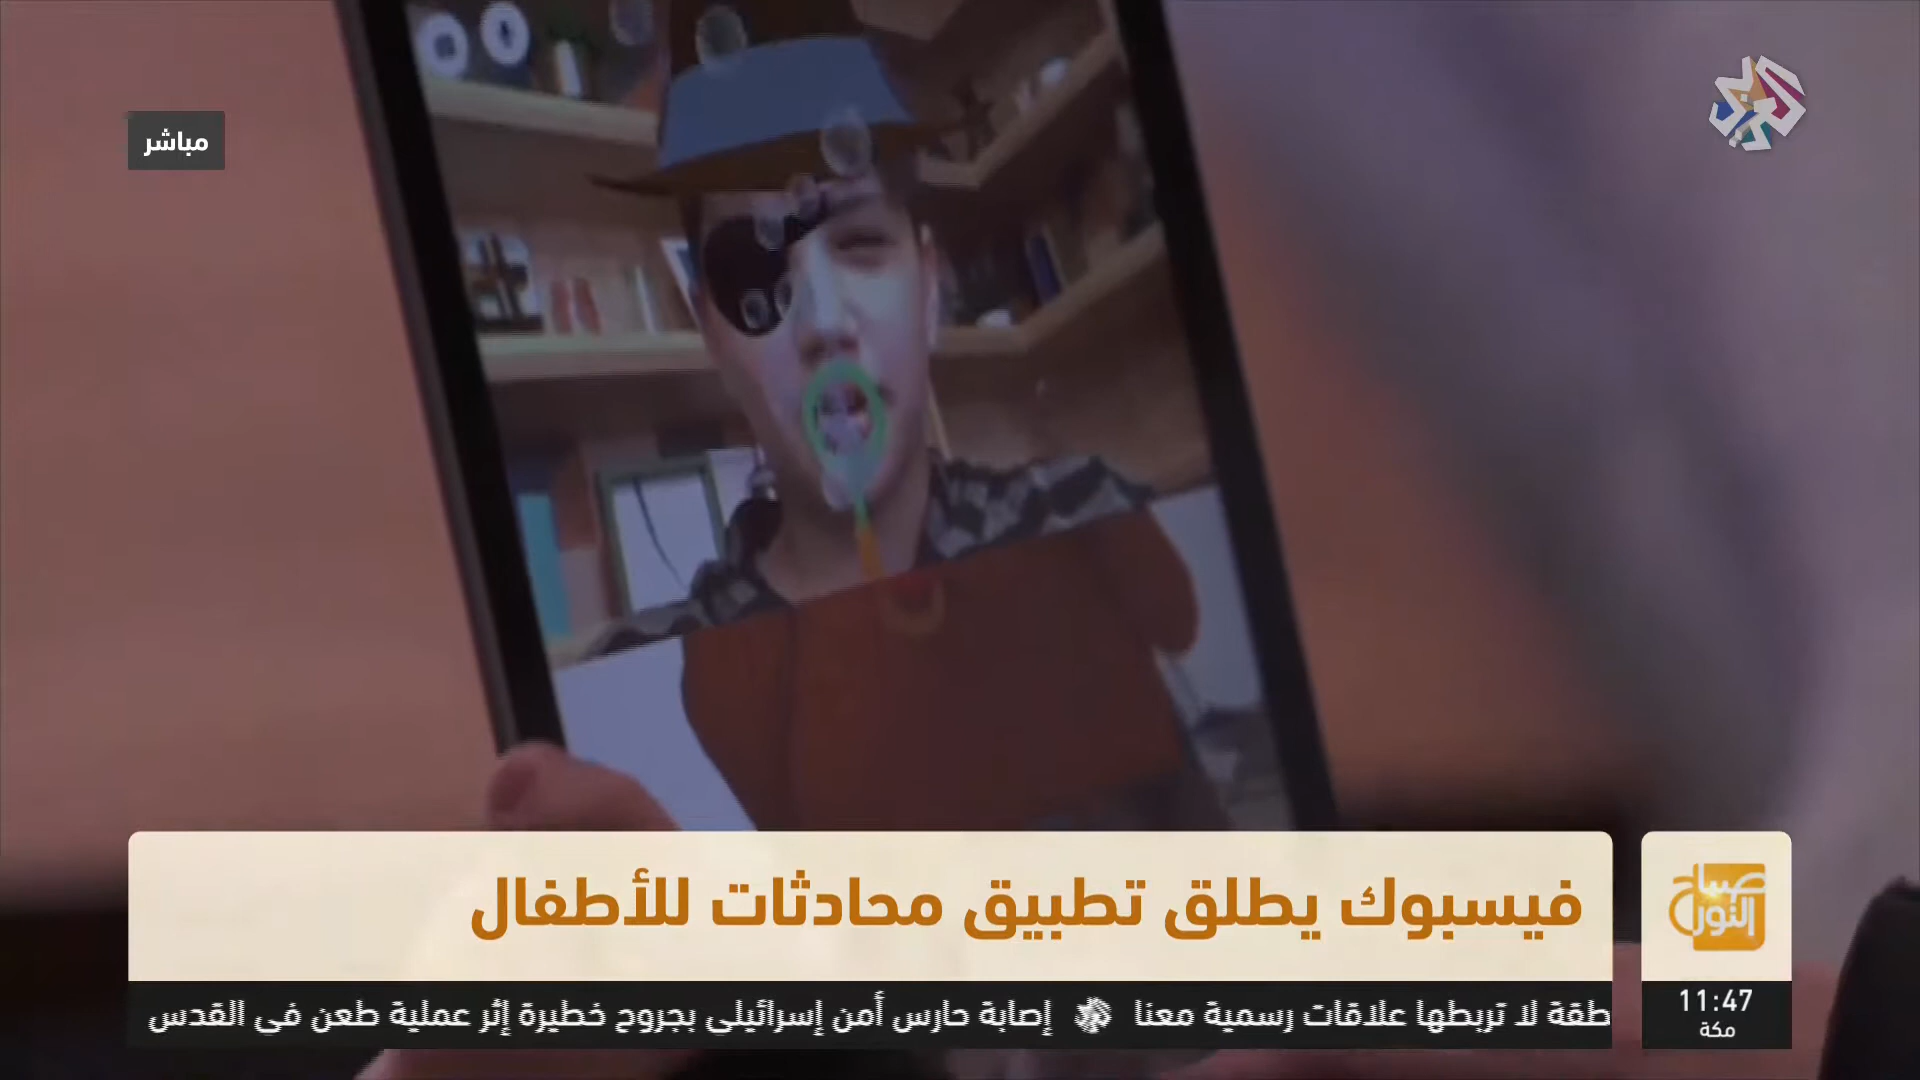 مباشر
فيسبوك يطلق تطبيق محادثات للأطفال
صباح النور
طقة لا تربطها علاقات رسمية معنا إصابة حارس أمن إسرائيلي بجروح خطيرة إثر عملية طعن في القدس
11:47
مكة